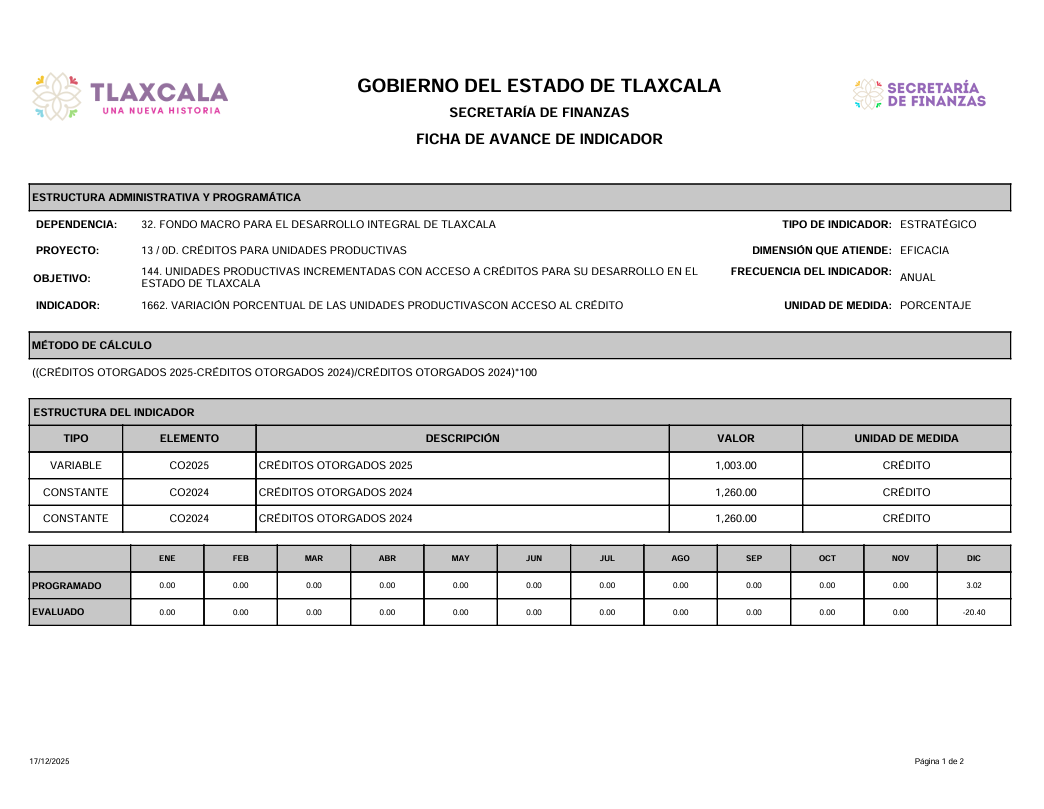 TLAXCALA
UNA NUEVA HISTORIA
GOBIERNO DEL ESTADO DE TLAXCALA
SECRETARÍA DE FINANZAS
FICHA DE AVANCE DE INDICADOR
SECRETARÍA
DE FINANZAS
ESTRUCTURA ADMINISTRATIVA Y PROGRAMÁTICA
DEPENDENCIA: 32. FONDO MACRO PARA EL DESARROLLO INTEGRAL DE TLAXCALA TIPO DE INDICADOR: ESTRATÉGICO
PROYECTO: 13 / 0D. CRÉDITOS PARA UNIDADES PRODUCTIVAS DIMENSIÓN QUE ATIENDE: EFICACIA
OBJETIVO: 144. UNIDADES PRODUCTIVAS INCREMENTADAS CON ACCESO A CRÉDITOS PARA SU DESARROLLO EN EL
ESTADO DE TLAXCALA
FRECUENCIA DEL INDICADOR: ANUAL
INDICADOR: 1662. VARIACIÓN PORCENTUAL DE LAS UNIDADES PRODUCTIVASCON ACCESO AL CRÉDITO UNIDAD DE MEDIDA: PORCENTAJE
MÉTODO DE CÁLCULO
((CRÉDITOS OTORGADOS 2025-CRÉDITOS OTORGADOS 2024)/CRÉDITOS OTORGADOS 2024)*100
ESTRUCTURA DEL INDICADOR
TIPO ELEMENTO DESCRIPCIÓN VALOR UNIDAD DE MEDIDA
VARIABLE CO2025 CRÉDITOS OTORGADOS 2025 1,003.00 CRÉDITO
CONSTANTE CO2024 CRÉDITOS OTORGADOS 2024 1,260.00 CRÉDITO
CONSTANTE CO2024 CRÉDITOS OTORGADOS 2024 1,260.00 CRÉDITO
ENE FEB MAR ABR MAY JUN JUL AGO SEP OCT NOV DIC
PROGRAMADO 0.00 0.00 0.00 0.00 0.00 0.00 0.00 0.00 0.00 0.00 0.00 3.02
EVALUADO 0.00 0.00 0.00 0.00 0.00 0.00 0.00 0.00 0.00 0.00 0.00 -20.40
17/12/2025 Página 1 de 2